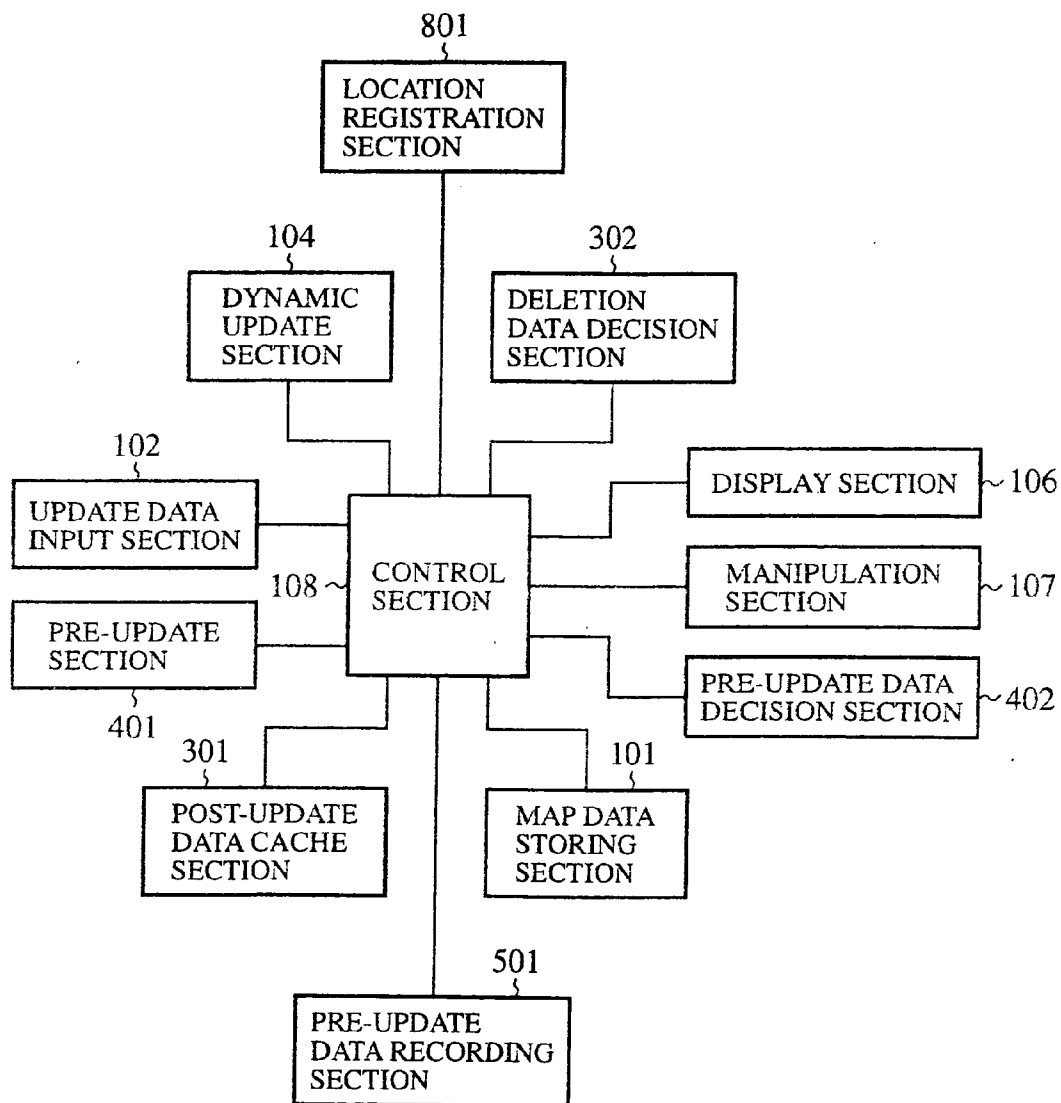 801
LOCATION
REGISTRATION
SECTION
104
DYNAMIC
UPDATE
SECTION
302
DELETION
DATA DECISION
SECTION
102
UPDATE DATA
INPUT SECTION
DISPLAY SECTION
106
108
CONTROL
SECTION
MANIPULATION
SECTION
107
PRE-UPDATE
SECTION
401
PRE-UPDATE DATA
DECISION SECTION
402
301
POST-UPDATE
DATA CACHE
SECTION
101
MAP DATA
STORING
SECTION
501
PRE-UPDATE
DATA RECORDING
SECTION